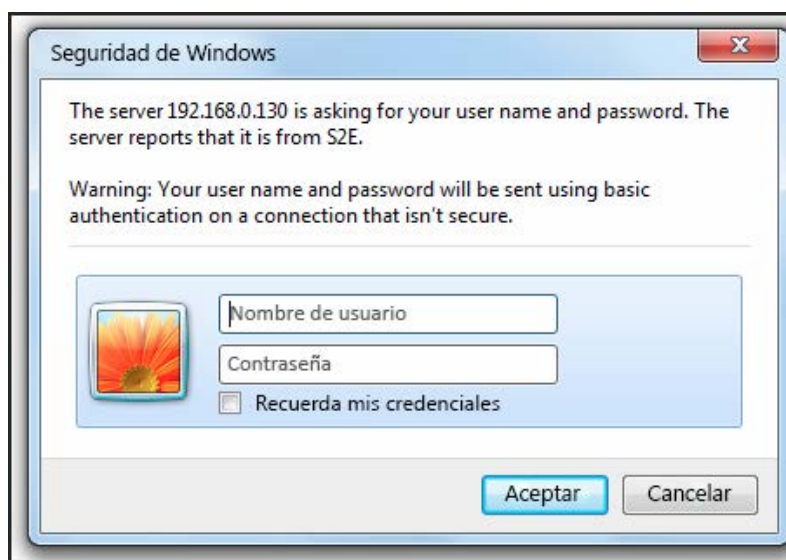 Seguridad de Windows
The server 192.168.0.130 is asking for your user name and password. The
server reports that it is from S2E.
Warning: Your user name and password will be sent using basic
authentication on a connection that isn't secure.
Nombre de usuario
Contraseña
Recuerda mis credenciales
Aceptar
Cancelar